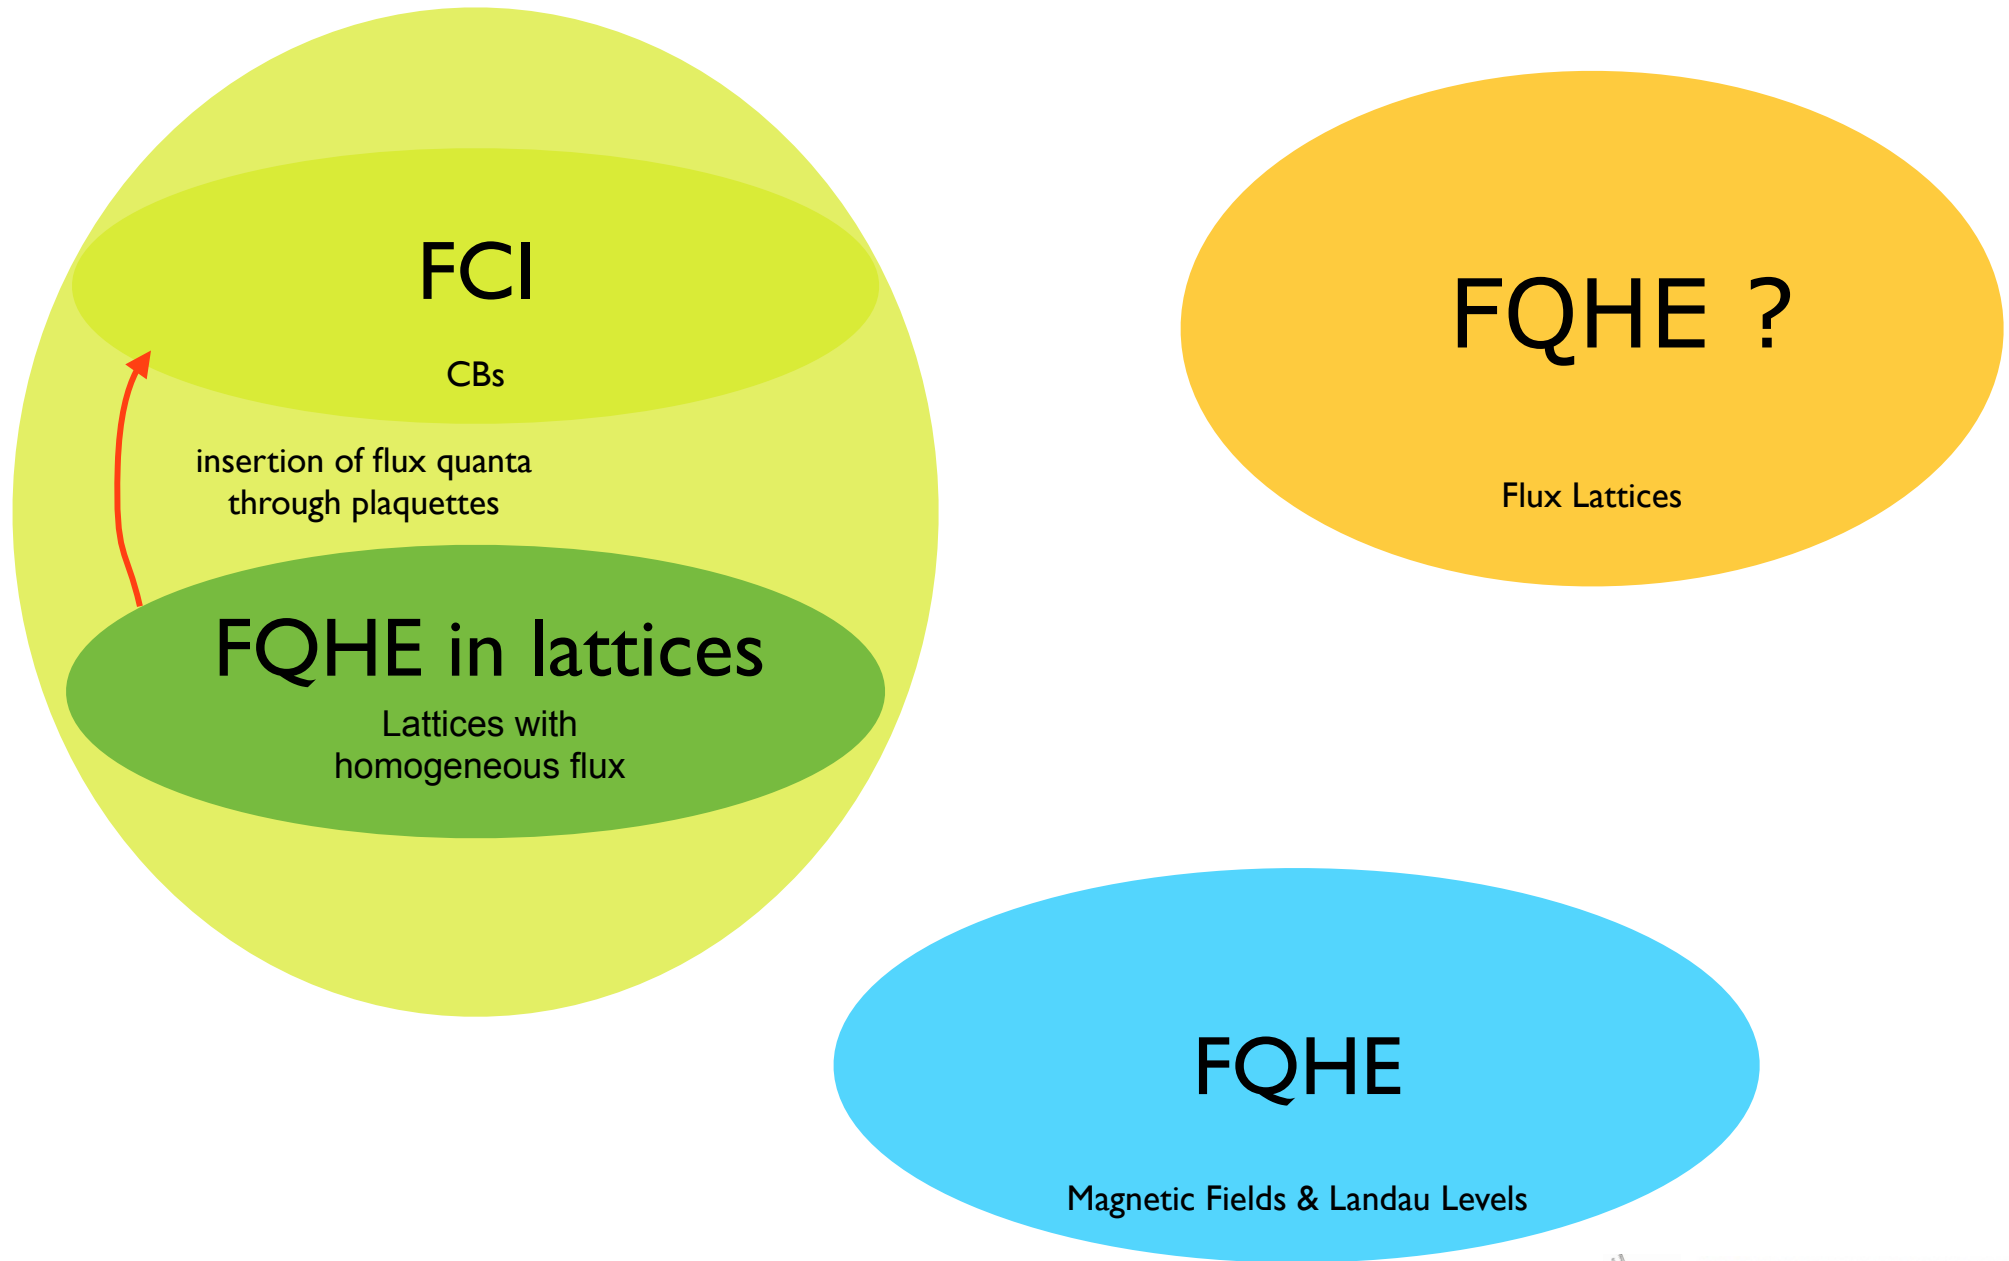 FCI
CBs
insertion of flux quanta
through plaquettes
FQHE in lattices
Lattices with
homogeneous flux
FQHE ?
Flux Lattices
FQHE
Magnetic Fields & Landau Levels